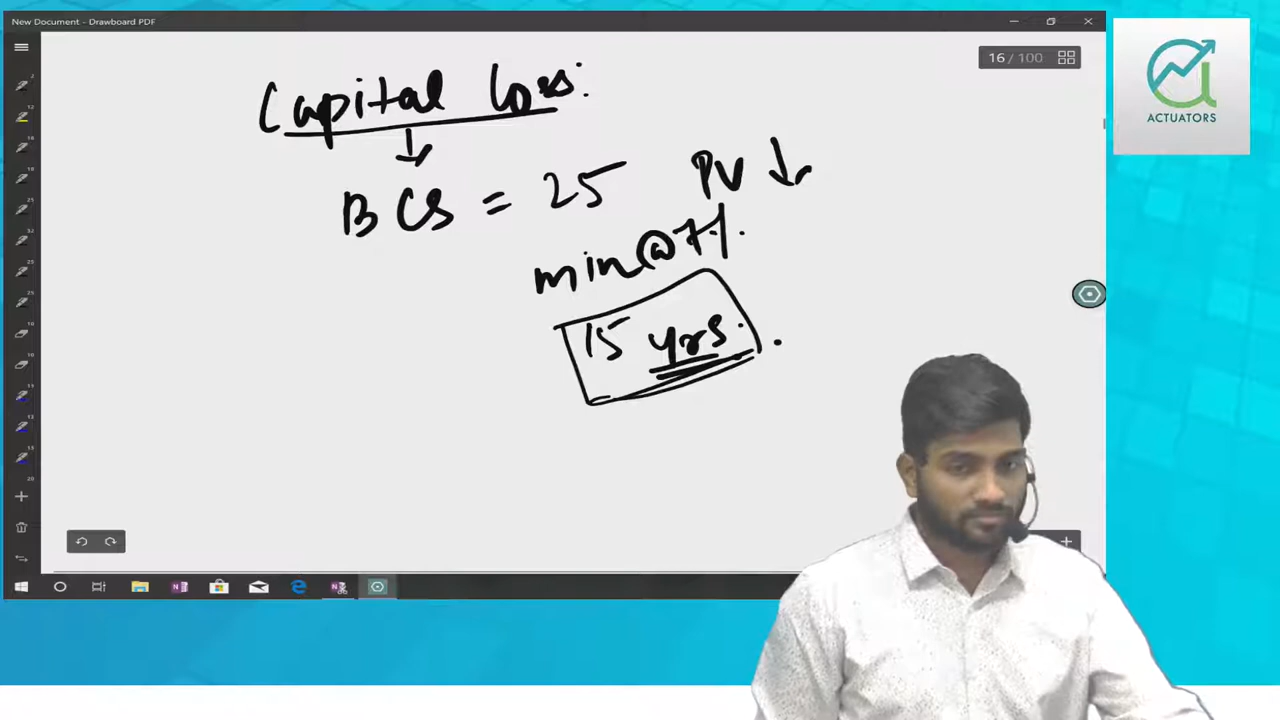 New Document - Drawboard PDF
16 / 100
ACTUATORS
Capital Loss:
BCS = 25 PV ↓
min@7%.
15 yrs.